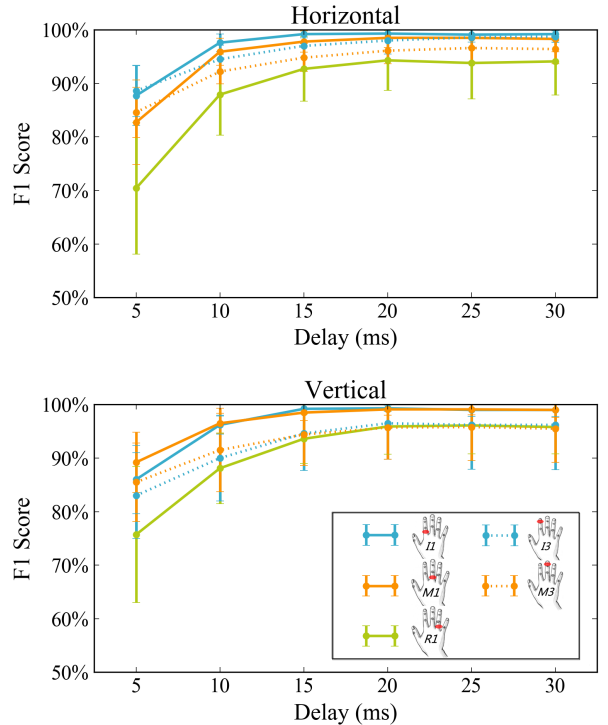 Horizontal
100%
90%
80%
70%
60%
50%
F1 Score
5 10 15 20 25 30
Delay (ms)
Vertical
100%
90%
80%
70%
60%
50%
F1 Score
I1 I3
M1 M3
R1
5 10 15 20 25 30
Delay (ms)